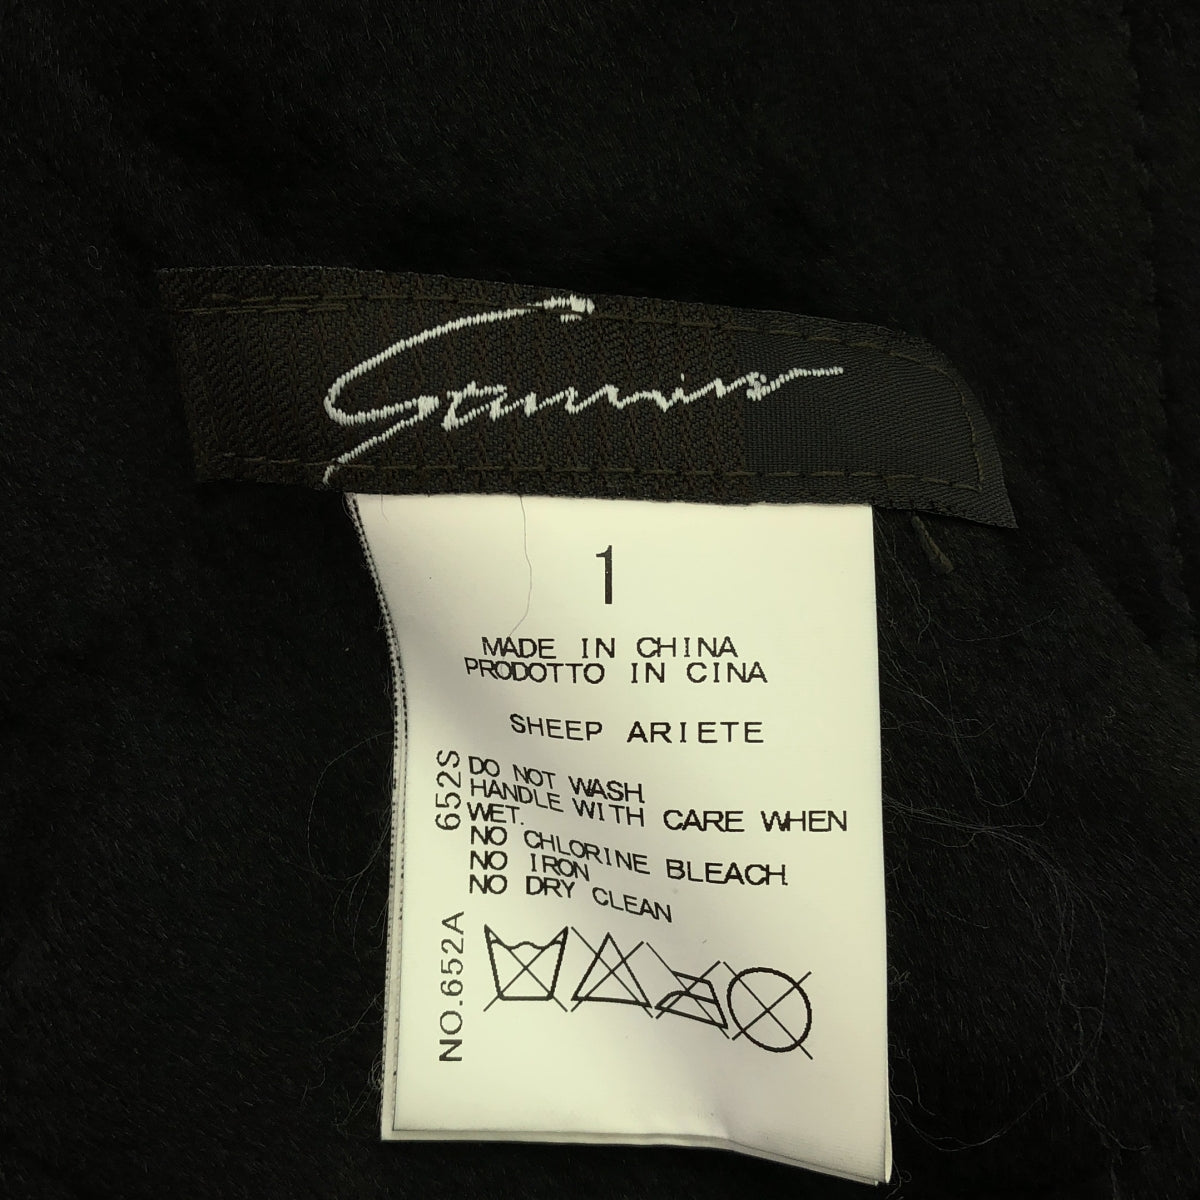 1
MADE IN CHINA
PRODOTTO IN CINA
SHEEP ARIETE
DO NOT WASH
HANDLE WITH CARE WHEN
WET.
NO CHLORINE BLEACH
NO IRON
NO DRY CLEAN
NO.652A 652S